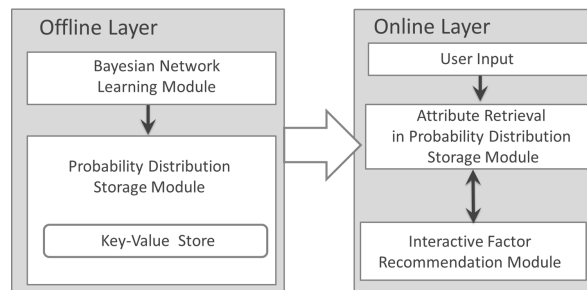 Offline Layer
Bayesian Network
Learning Module
Probability Distribution
Storage Module
Key-Value Store
Online Layer
User Input
Attribute Retrieval
in Probability Distribution
Storage Module
Interactive Factor
Recommendation Module